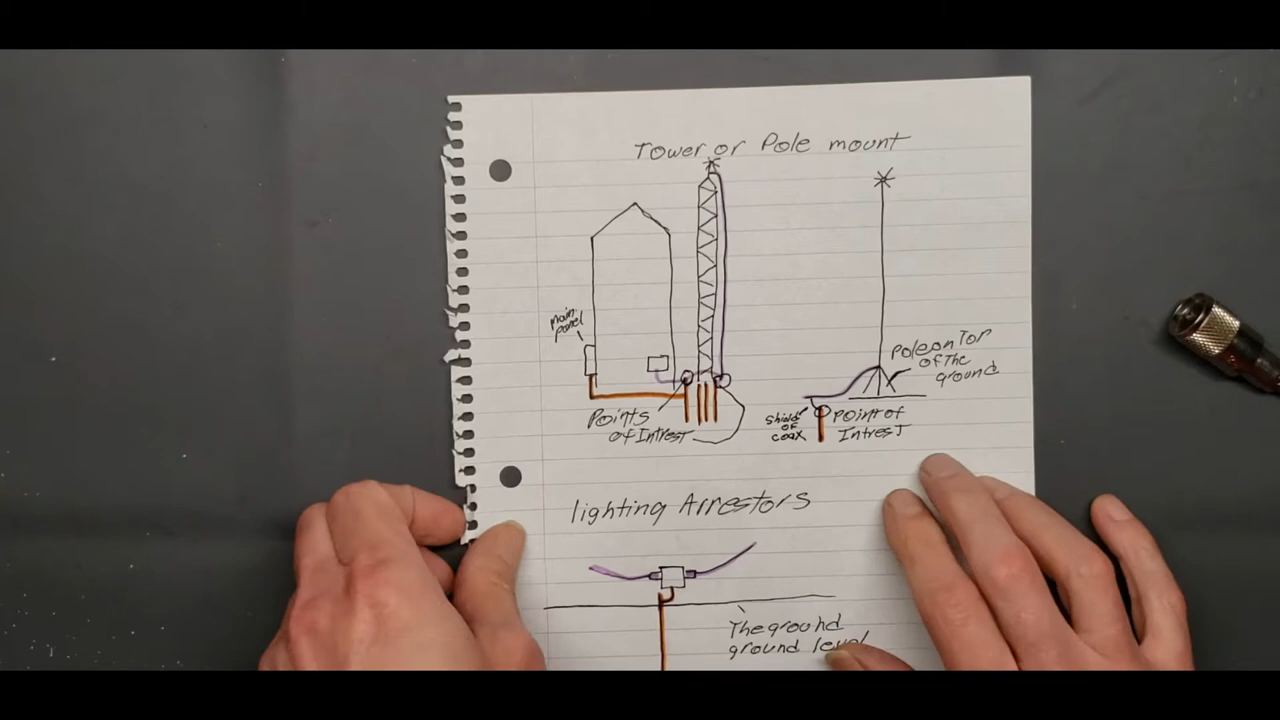 Tower or Pole mount
main
panel
Pole on Top
of The
ground
Points
of Intrest
Shield
of
coax
Point of
Intrest
lighting Arrestors
The ground
ground level